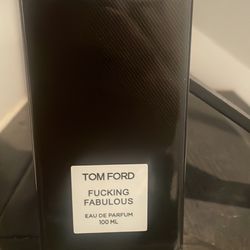 TOM FORD
FUCKING
FABULOUS
EAU DE PARFUM
100 ML